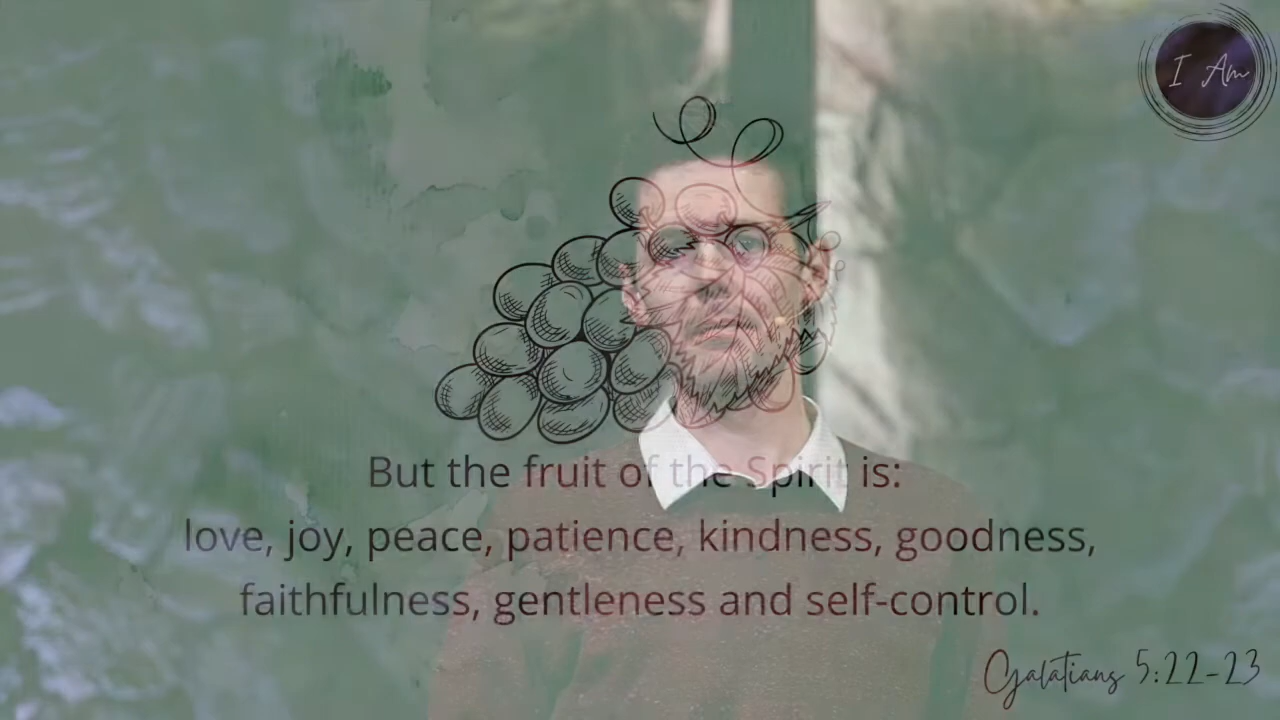 I Am
But the fruit of the Spirit is:
love, joy, peace, patience, kindness, goodness,
faithfulness, gentleness and self-control.
Galatians 5:22-23